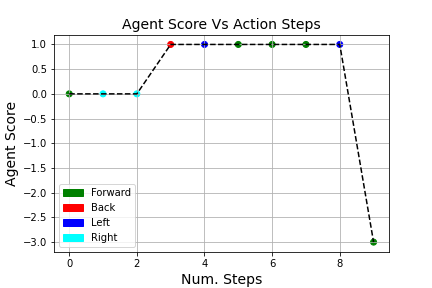 Agent Score Vs Action Steps
Agent Score
1.0
0.5
0.0
−0.5
−1.0
−1.5
−2.0
−2.5
−3.0
Forward
Back
Left
Right
0 2 4 6 8
Num. Steps